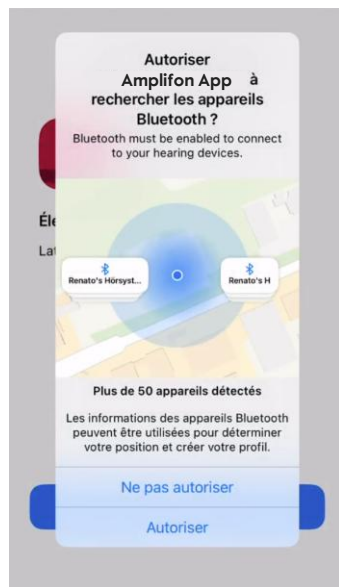 Autoriser
Amplifon App à
rechercher les appareils
Bluetooth ?
Bluetooth must be enabled to connect
to your hearing devices.
Éle
Lat
Renato's Hörsyst...
Renato's H
Plus de 50 appareils détectés
Les informations des appareils Bluetooth
peuvent être utilisées pour déterminer
votre position et créer votre profil.
Ne pas autoriser
Autoriser